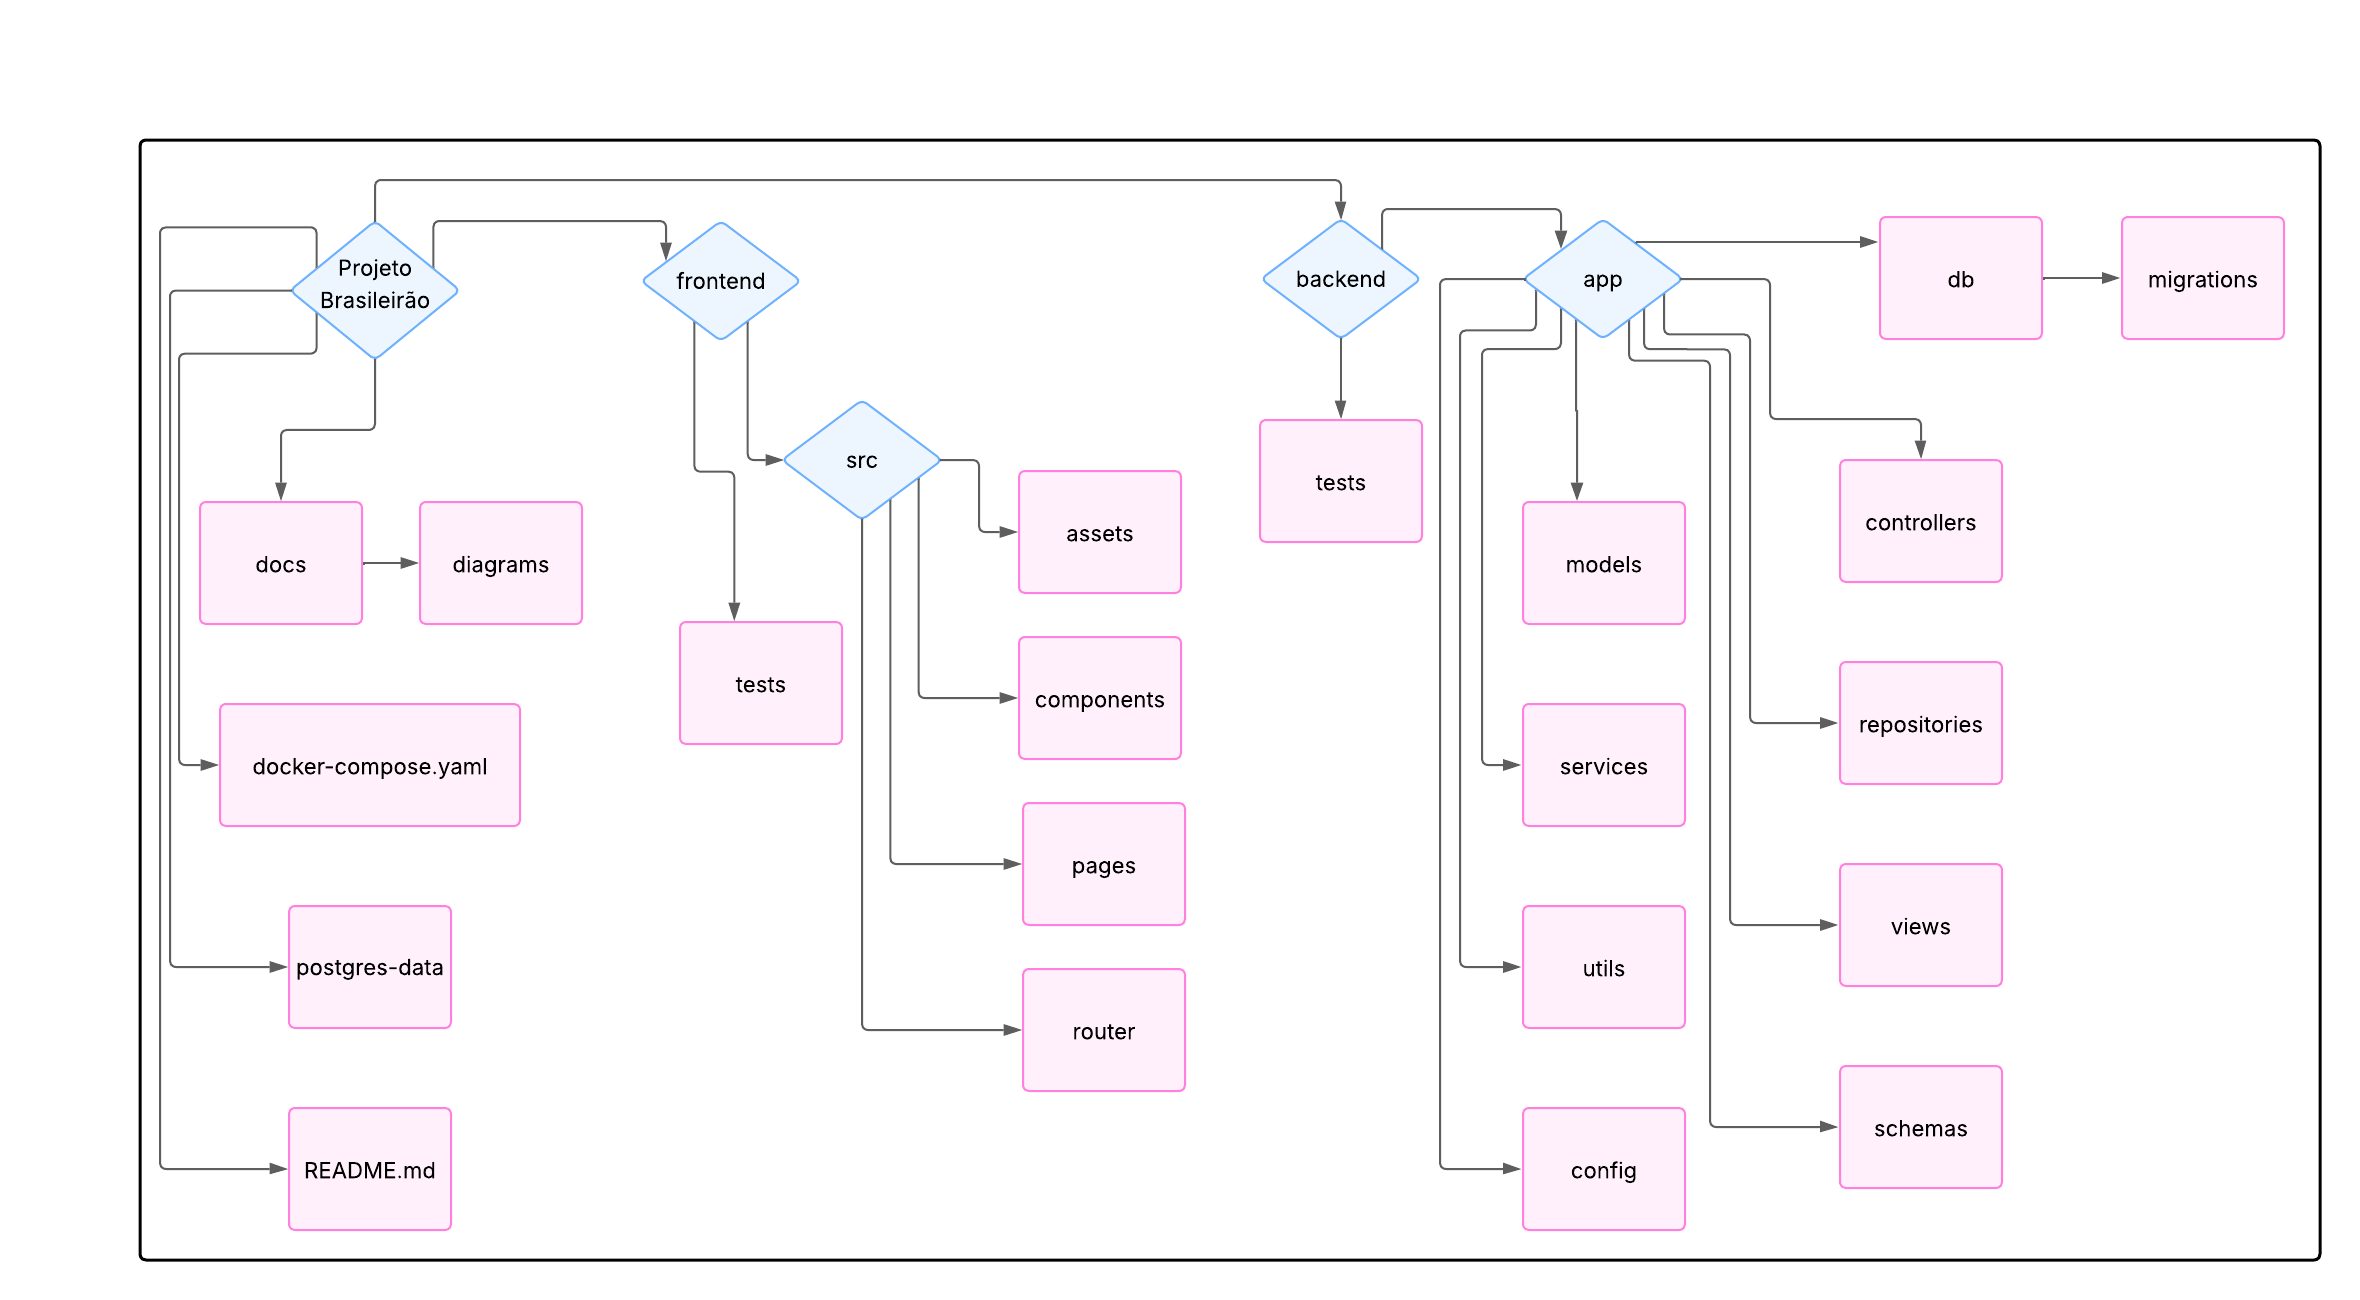 Projeto
Brasileirão
frontend
backend
app
db
migrations
src
tests
assets
controllers
docs
diagrams
models
tests
components
repositories
docker-compose.yaml
services
pages
views
postgres-data
utils
router
schemas
README.md
config